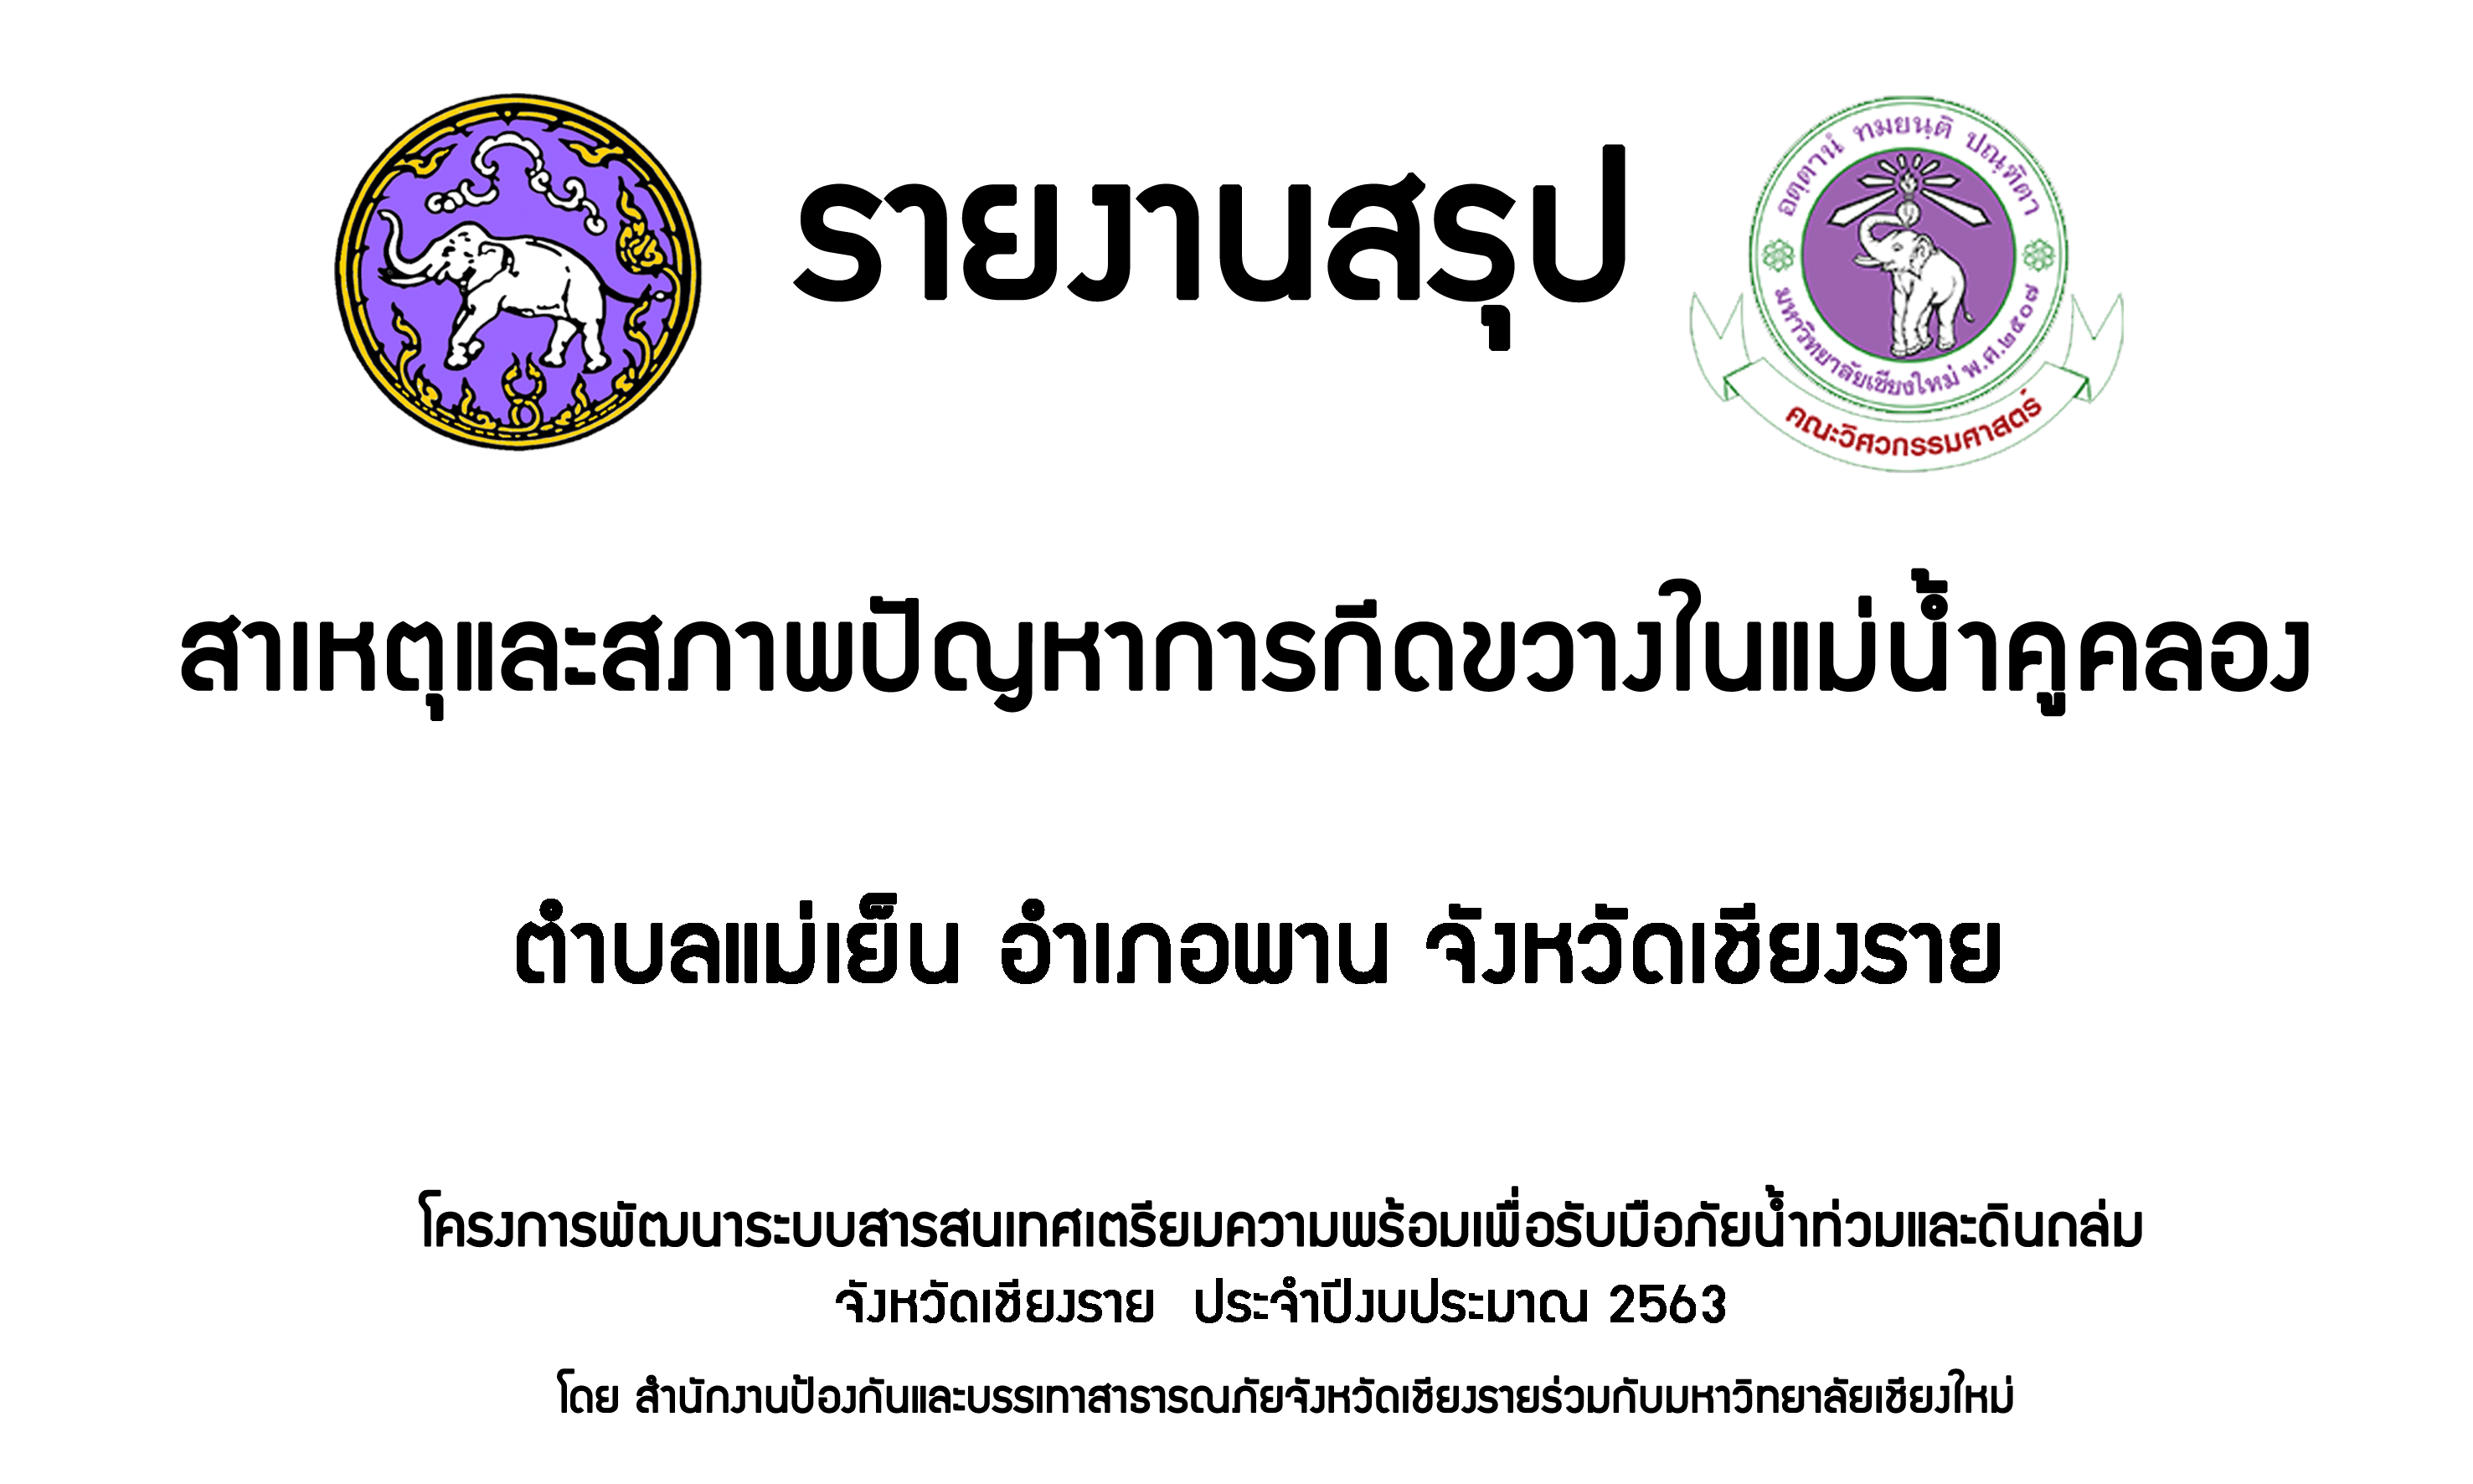 รายงานสรุป
อตฺตานํ ทมยนฺติ ปณฺฑิตา
มหาวิทยาลัยเชียงใหม่ พ.ศ.๒๕๐๗
คณะวิศวกรรมศาสตร์
สาเหตุและสภาพปัญหาการกีดขวางในแม่น้ำคูคลอง
ตำบลแม่เย็น อำเภอพาน จังหวัดเชียงราย
โครงการพัฒนาระบบสารสนเทศเตรียมความพร้อมเพื่อรับมือภัยน้ำท่วมและดินถล่ม
จังหวัดเชียงราย ประจำปีงบประมาณ 2563
โดย สำนักงานป้องกันและบรรเทาสาธารณภัยจังหวัดเชียงรายร่วมกับมหาวิทยาลัยเชียงใหม่